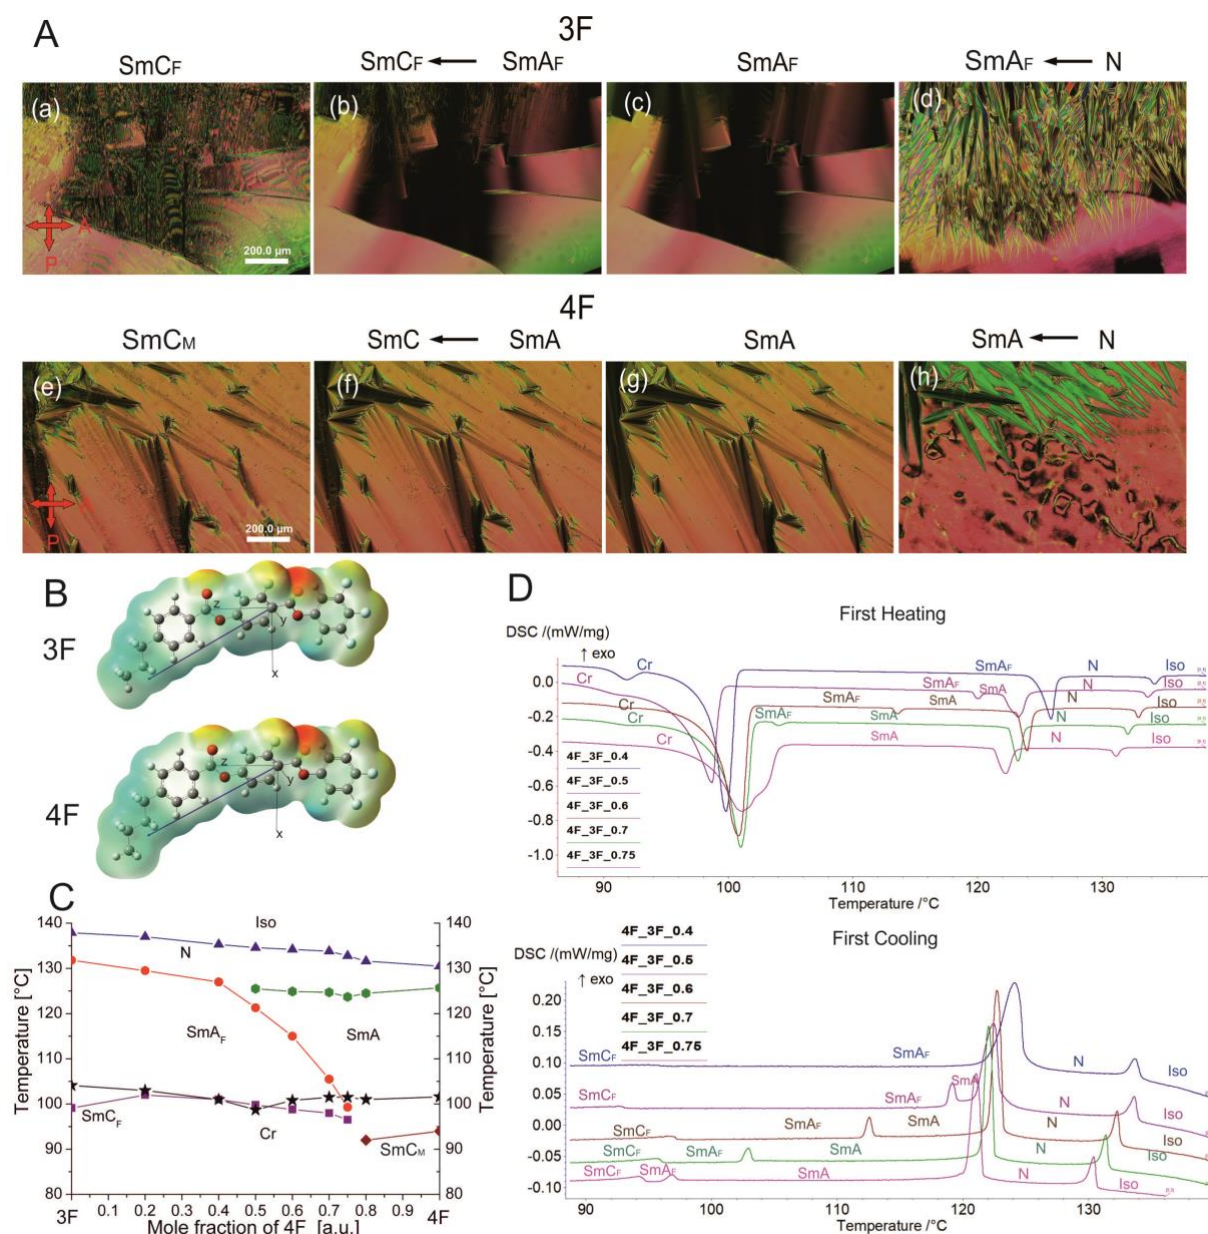 A
3F
SmCF
SmCF ← SmAF
SmAF
SmAF ← N
(a)
(b)
(c)
(d)
A
P
200.0 µm
4F
SmCM
SmC ← SmA
SmA
SmA ← N
(e)
(f)
(g)
(h)
A
P
200.0 µm
B
3F
z
y
x
4F
z
y
x
C
140
130
120
110
100
90
80
Temperature [°C]
Iso
N
SmAF
SmA
SmCF
Cr
SmCM
140
130
120
110
100
90
80
Temperature [°C]
3F 0.1 0.2 0.3 0.4 0.5 0.6 0.7 0.8 0.9 4F
Mole fraction of 4F [a.u.]
D
First Heating
DSC /(mW/mg)
↑ exo
0.0
-0.2
-0.4
-0.6
-0.8
-1.0
Cr SmAF N Iso
Cr SmAF SmA N Iso
Cr SmAF SmA N Iso
Cr SmAF SmA N Iso
Cr SmA N Iso
4F_3F_0.4
4F_3F_0.5
4F_3F_0.6
4F_3F_0.7
4F_3F_0.75
90 100 110 120 130
Temperature /°C
First Cooling
DSC /(mW/mg)
↑ exo
4F_3F_0.4
4F_3F_0.5
4F_3F_0.6
4F_3F_0.7
4F_3F_0.75
0.20
0.15
0.10
0.05
0.00
-0.05
-0.10
SmCF SmAF N Iso
SmCF SmAF SmA N Iso
SmCF SmAF SmA N Iso
SmCF SmAF SmA N Iso
SmCF SmAF SmA N Iso
90 100 110 120 130
Temperature /°C